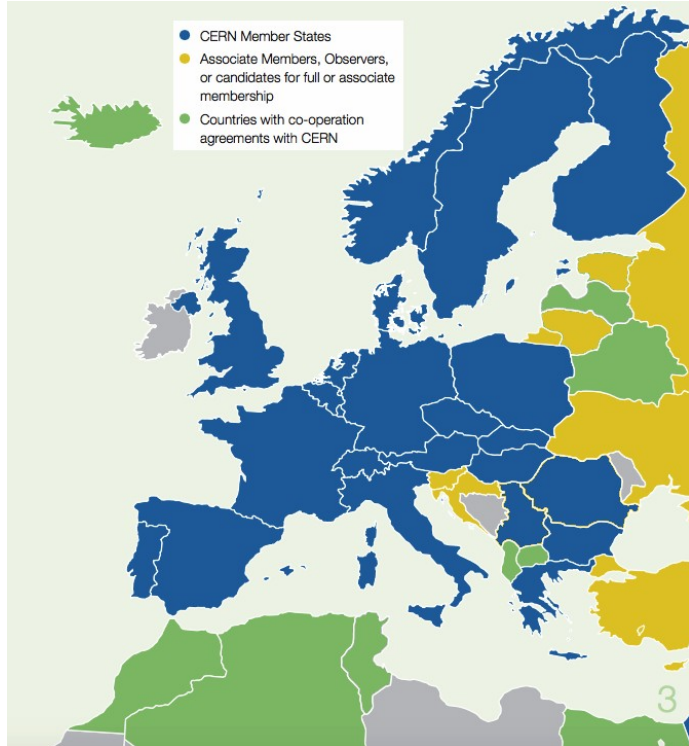 CERN Member States
Associate Members, Observers,
or candidates for full or associate
membership
Countries with co-operation
agreements with CERN
3